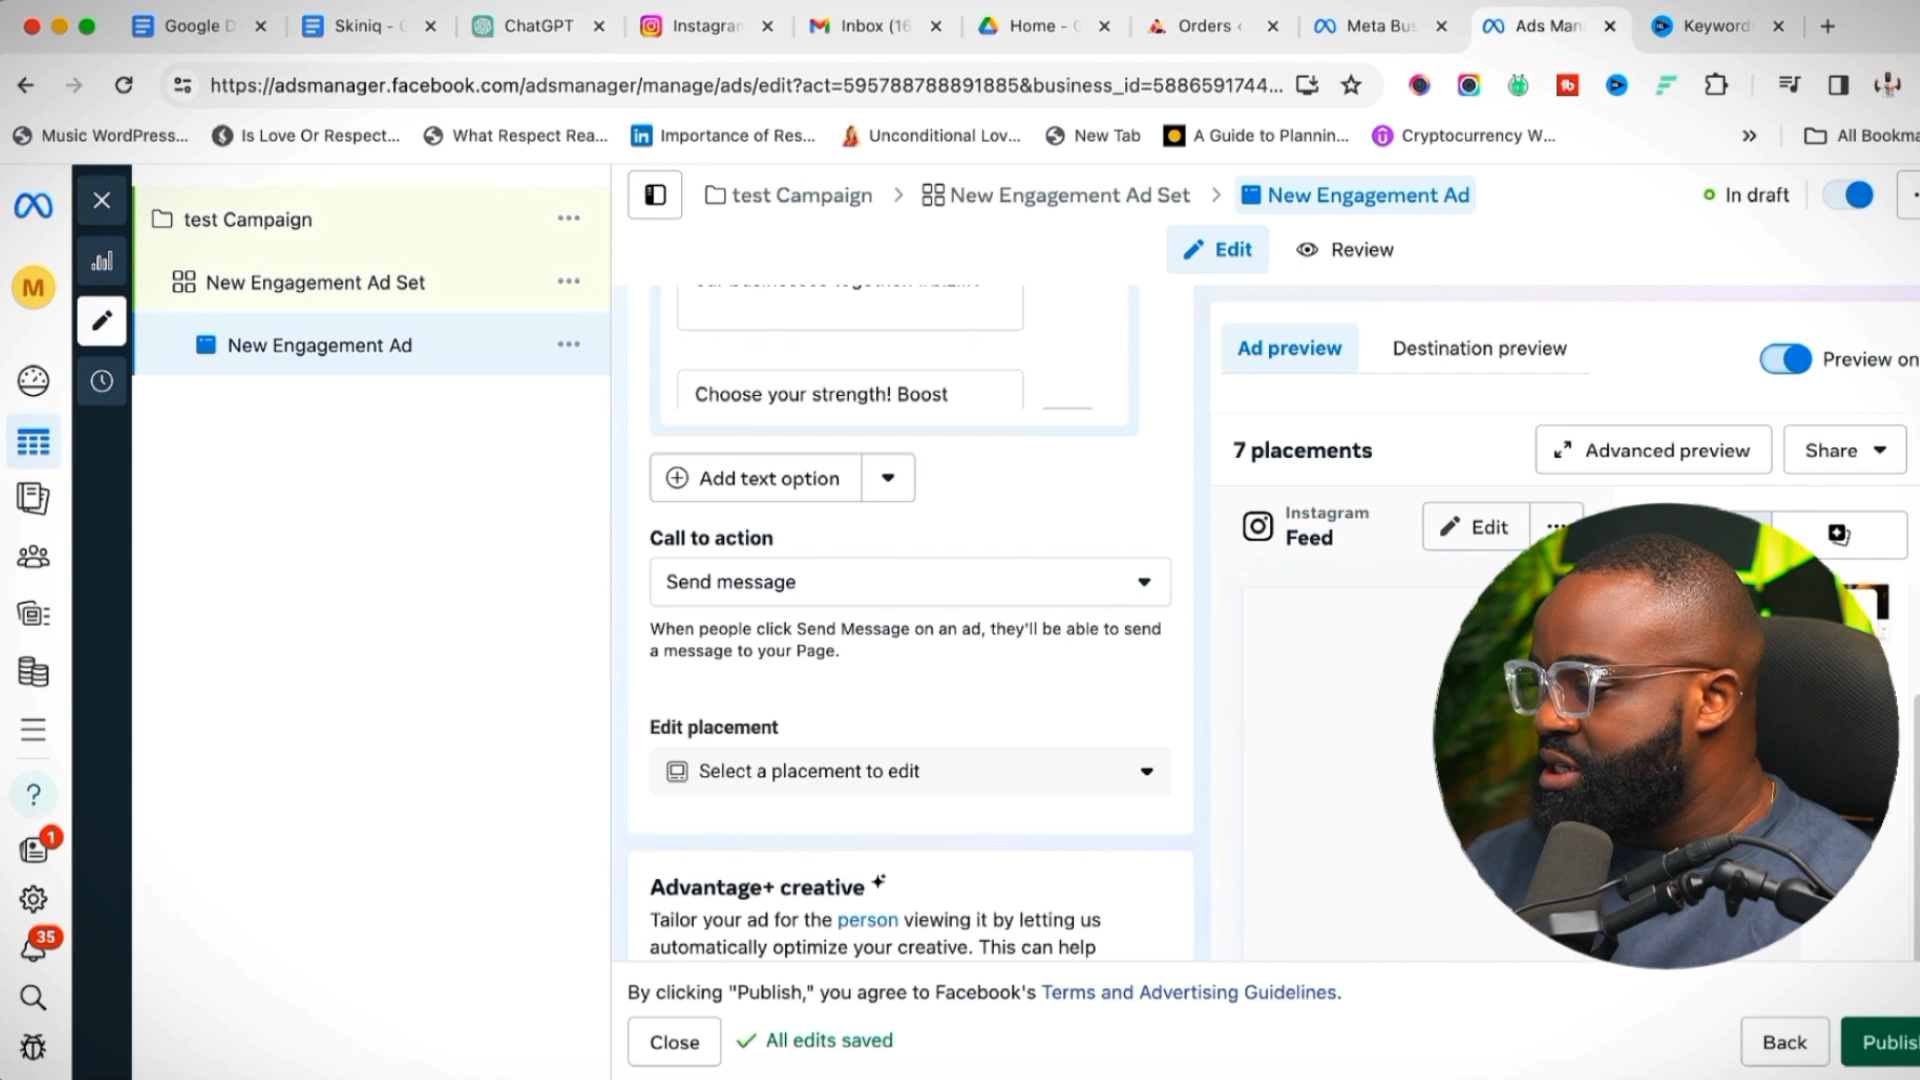 Google D
Skiniq - G
ChatGPT
Instagram
Inbox (16
Home - G
Orders ‹
Meta Bus
Ads Man
Keyword
https://adsmanager.facebook.com/adsmanager/manage/ads/edit?act=595788788891885&business_id=5886591744...
Music WordPress...
Is Love Or Respect...
What Respect Rea...
Importance of Res...
Unconditional Lov...
New Tab
A Guide to Plannin...
Cryptocurrency W...
All Bookma
test Campaign
New Engagement Ad Set
New Engagement Ad
M
1
35
test Campaign > New Engagement Ad Set > New Engagement Ad
In draft
Edit
Review
Choose your strength! Boost
Add text option
Call to action
Send message
When people click Send Message on an ad, they'll be able to send
a message to your Page.
Edit placement
Select a placement to edit
Advantage+ creative
Tailor your ad for the person viewing it by letting us
automatically optimize your creative. This can help
Ad preview
Destination preview
Preview on
7 placements
Advanced preview
Share
Instagram
Feed
Edit
By clicking "Publish," you agree to Facebook's Terms and Advertising Guidelines.
Close
All edits saved
Back
Publis